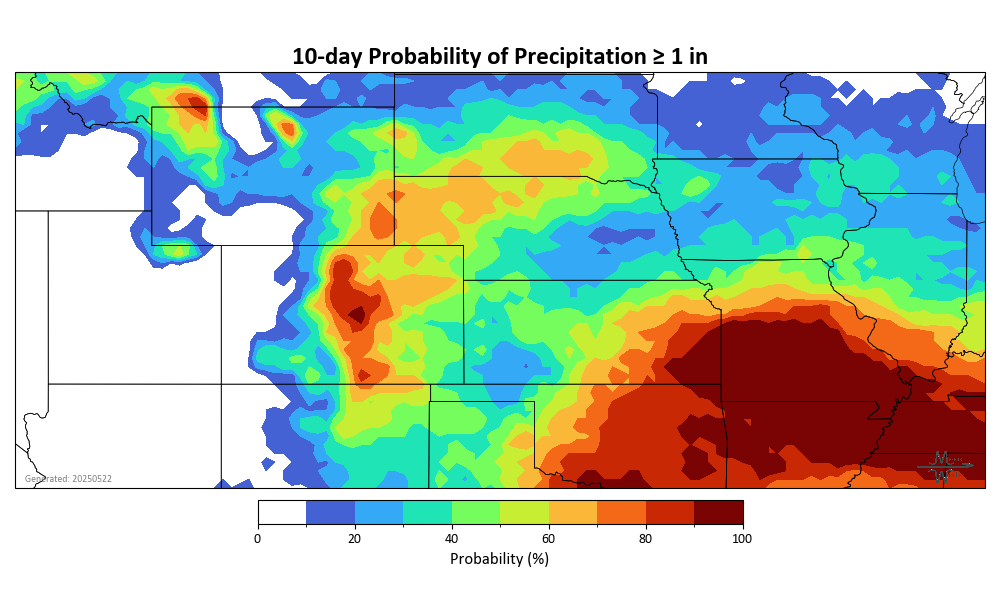 10-day Probability of Precipitation ≥ 1 in
Generated: 20250522
0 20 40 60 80 100
Probability (%)